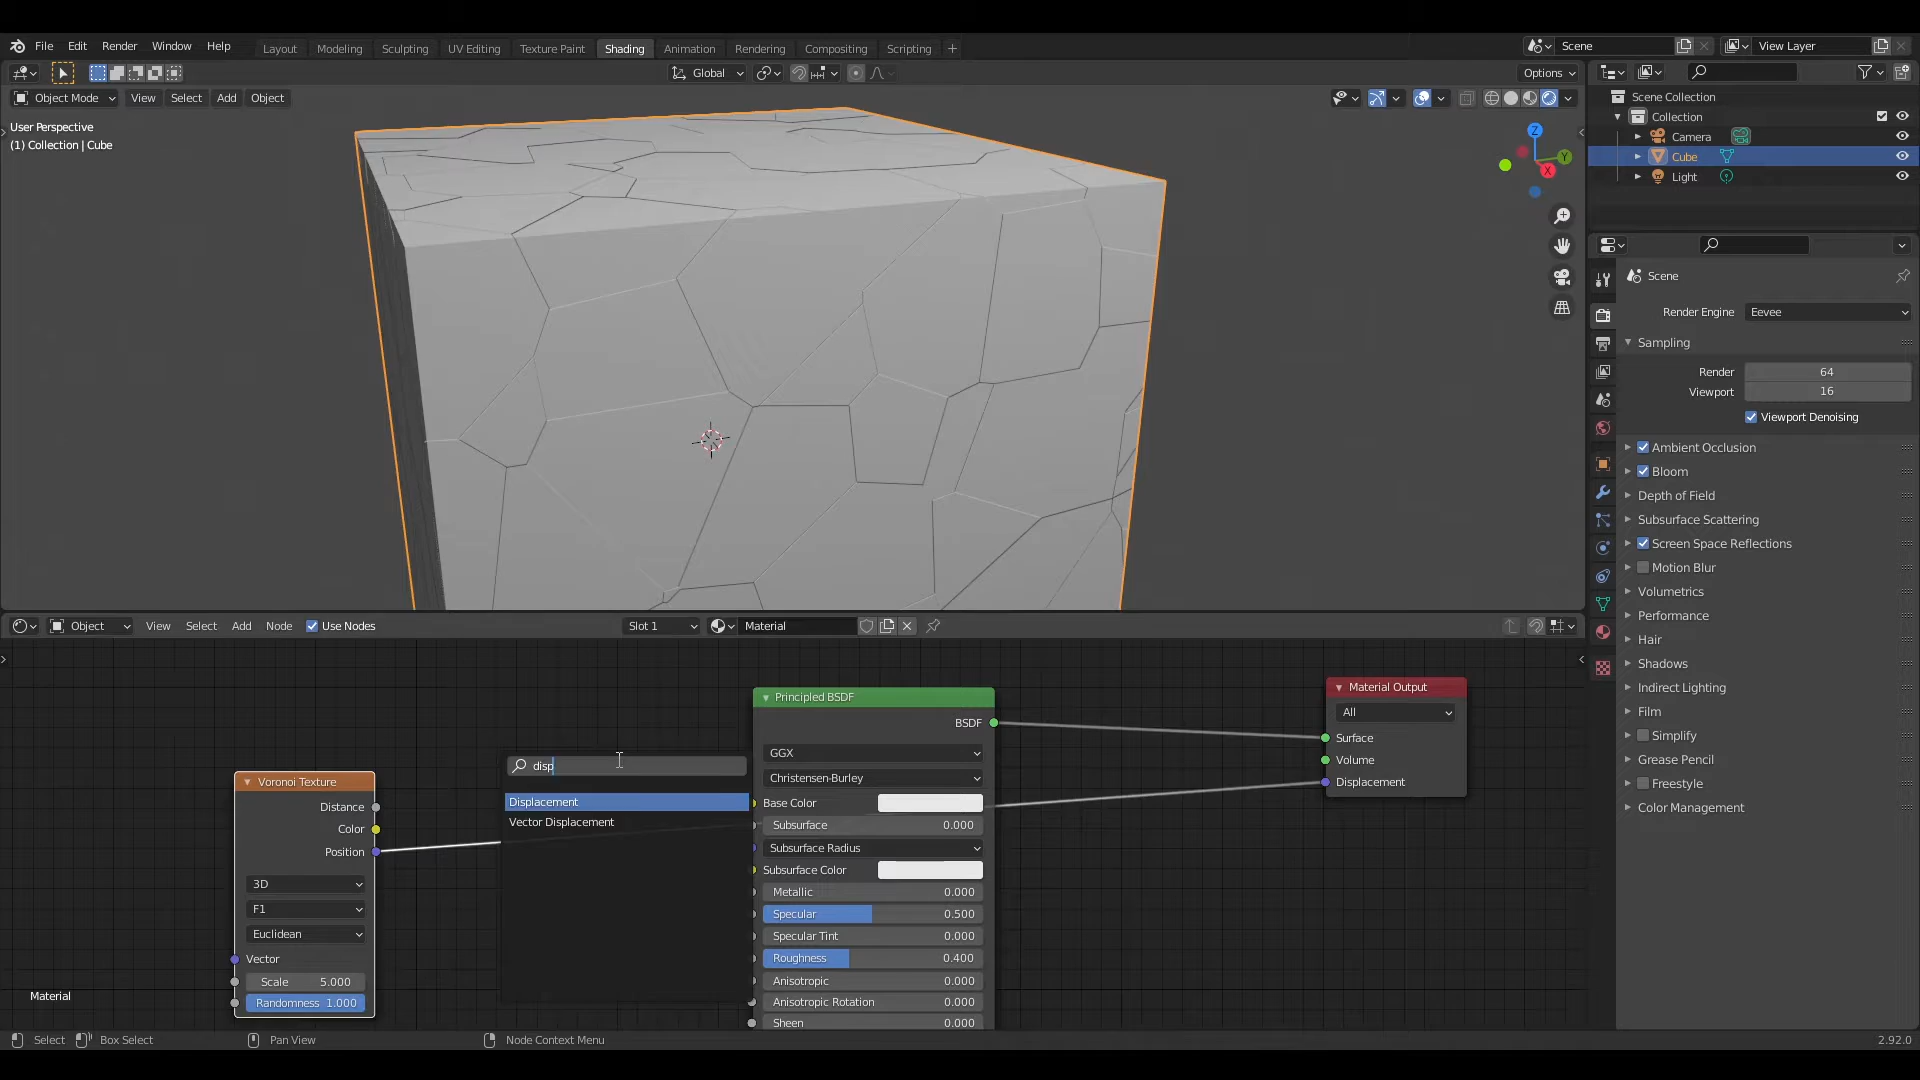 File Edit Render Window Help Layout Modeling Sculpting UV Editing Texture Paint Shading Animation Rendering Compositing Scripting + Scene View Layer
Global Options
Object Mode View Select Add Object
User Perspective
(1) Collection | Cube
Z
Y
X
Scene Collection
Collection
Camera
Cube
Light
Scene
Render Engine Eevee
Sampling
Render 64
Viewport 16
Viewport Denoising
Ambient Occlusion
Bloom
Depth of Field
Subsurface Scattering
Screen Space Reflections
Motion Blur
Volumetrics
Performance
Hair
Shadows
Indirect Lighting
Film
Simplify
Grease Pencil
Freestyle
Color Management
Object View Select Add Node Use Nodes Slot 1 Material
Voronoi Texture
Distance
Color
Position
3D
F1
Euclidean
Vector
Scale 5.000
Randomness 1.000
disp
Displacement
Vector Displacement
Principled BSDF
BSDF
GGX
Christensen-Burley
Base Color
Subsurface 0.000
Subsurface Radius
Subsurface Color
Metallic 0.000
Specular 0.500
Specular Tint 0.000
Roughness 0.400
Anisotropic 0.000
Anisotropic Rotation 0.000
Sheen 0.000
Material Output
All
Surface
Volume
Displacement
Material
Select Box Select Pan View Node Context Menu 2.92.0